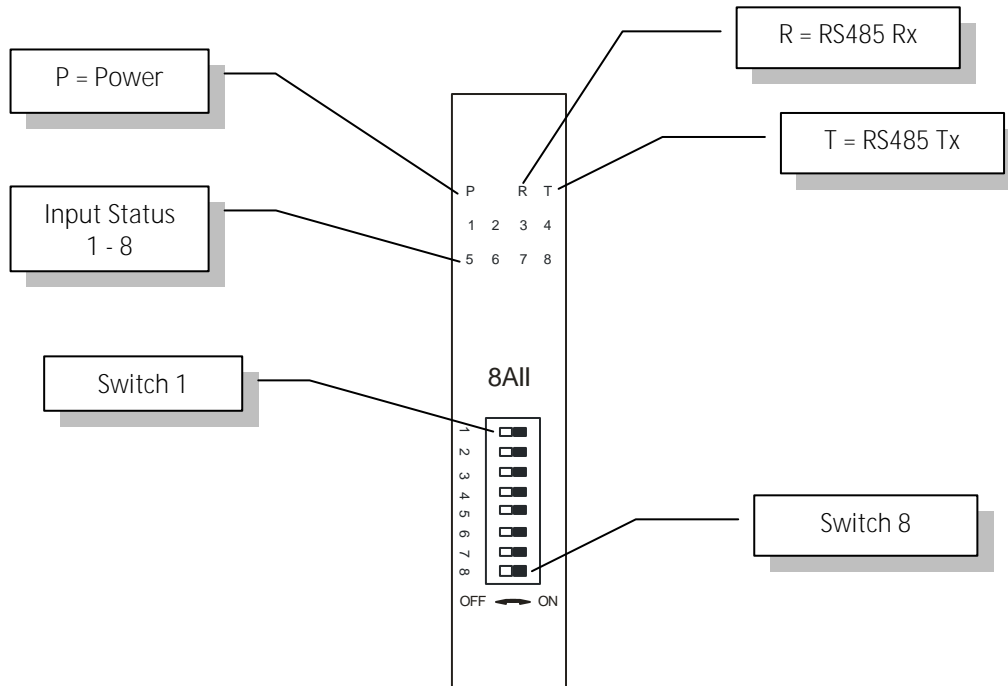 R = RS485 Rx
P = Power
T = RS485 Tx
P R T
Input Status
1 - 8
1 2 3 4
5 6 7 8
Switch 1
8AII
1
2
3
4
5
6
7
8
Switch 8
OFF ON